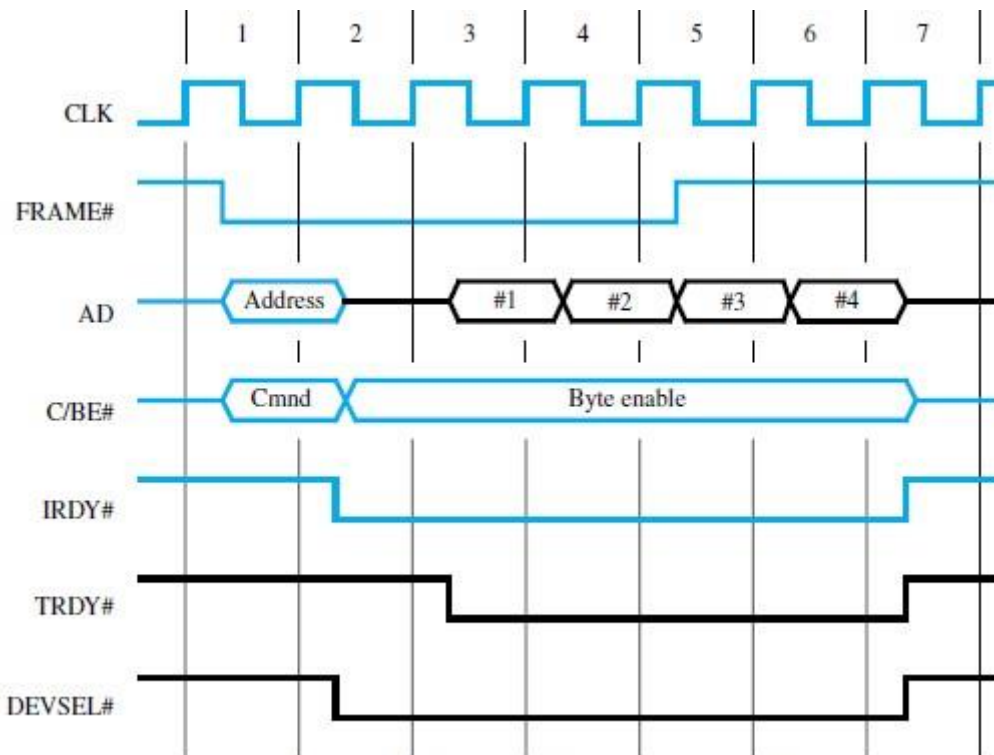 1 2 3 4 5 6 7
CLK
FRAME#
AD Address #1 #2 #3 #4
C/BE# Cmnd Byte enable
IRDY#
TRDY#
DEVSEL#